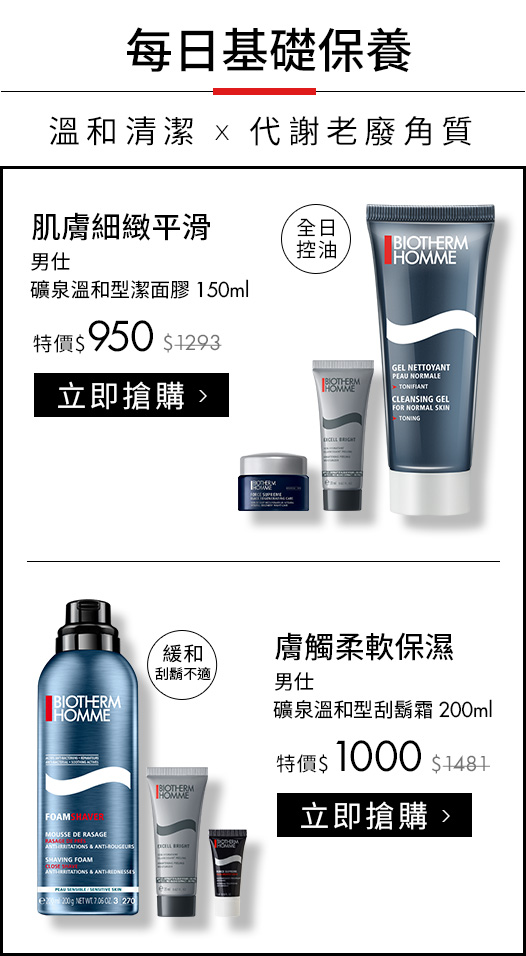 每日基礎保養
溫和清潔 x 代謝老廢角質
肌膚細緻平滑
男仕
礦泉溫和型潔面膠 150ml
特價$950 $1293
立即搶購 >
全日
控油
BIOTHERM
HOMME
GEL NETTOYANT
PEAU NORMALE
TONIFIANT
CLEANSING GEL
FOR NORMAL SKIN
TONING
BIOTHERM
HOMME
EXCELL BRIGHT
BIOTHERM
HOMME
FORCE SUPREME
緩和
刮鬍不適
膚觸柔軟保濕
男仕
礦泉溫和型刮鬍霜 200ml
特價$ 1000 $1481
立即搶購 >
BIOTHERM
HOMME
FOAMSHAVER
MOUSSE DE RASAGE
ANTI-IRRITATIONS & ANTI-ROUGEURS
SHAVING FOAM
CLOSE SHAVE
ANTI-IRRITATIONS & ANTI-REDNESSES
PEAU SENSIBLE / SENSITIVE SKIN
BIOTHERM
HOMME
EXCELL BRIGHT
BIOTHERM
HOMME
FORCE SUPREME